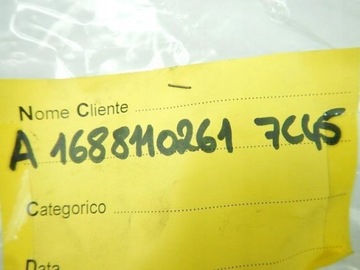 Nome Cliente
A 1688110261 7C45
Categorico
Data